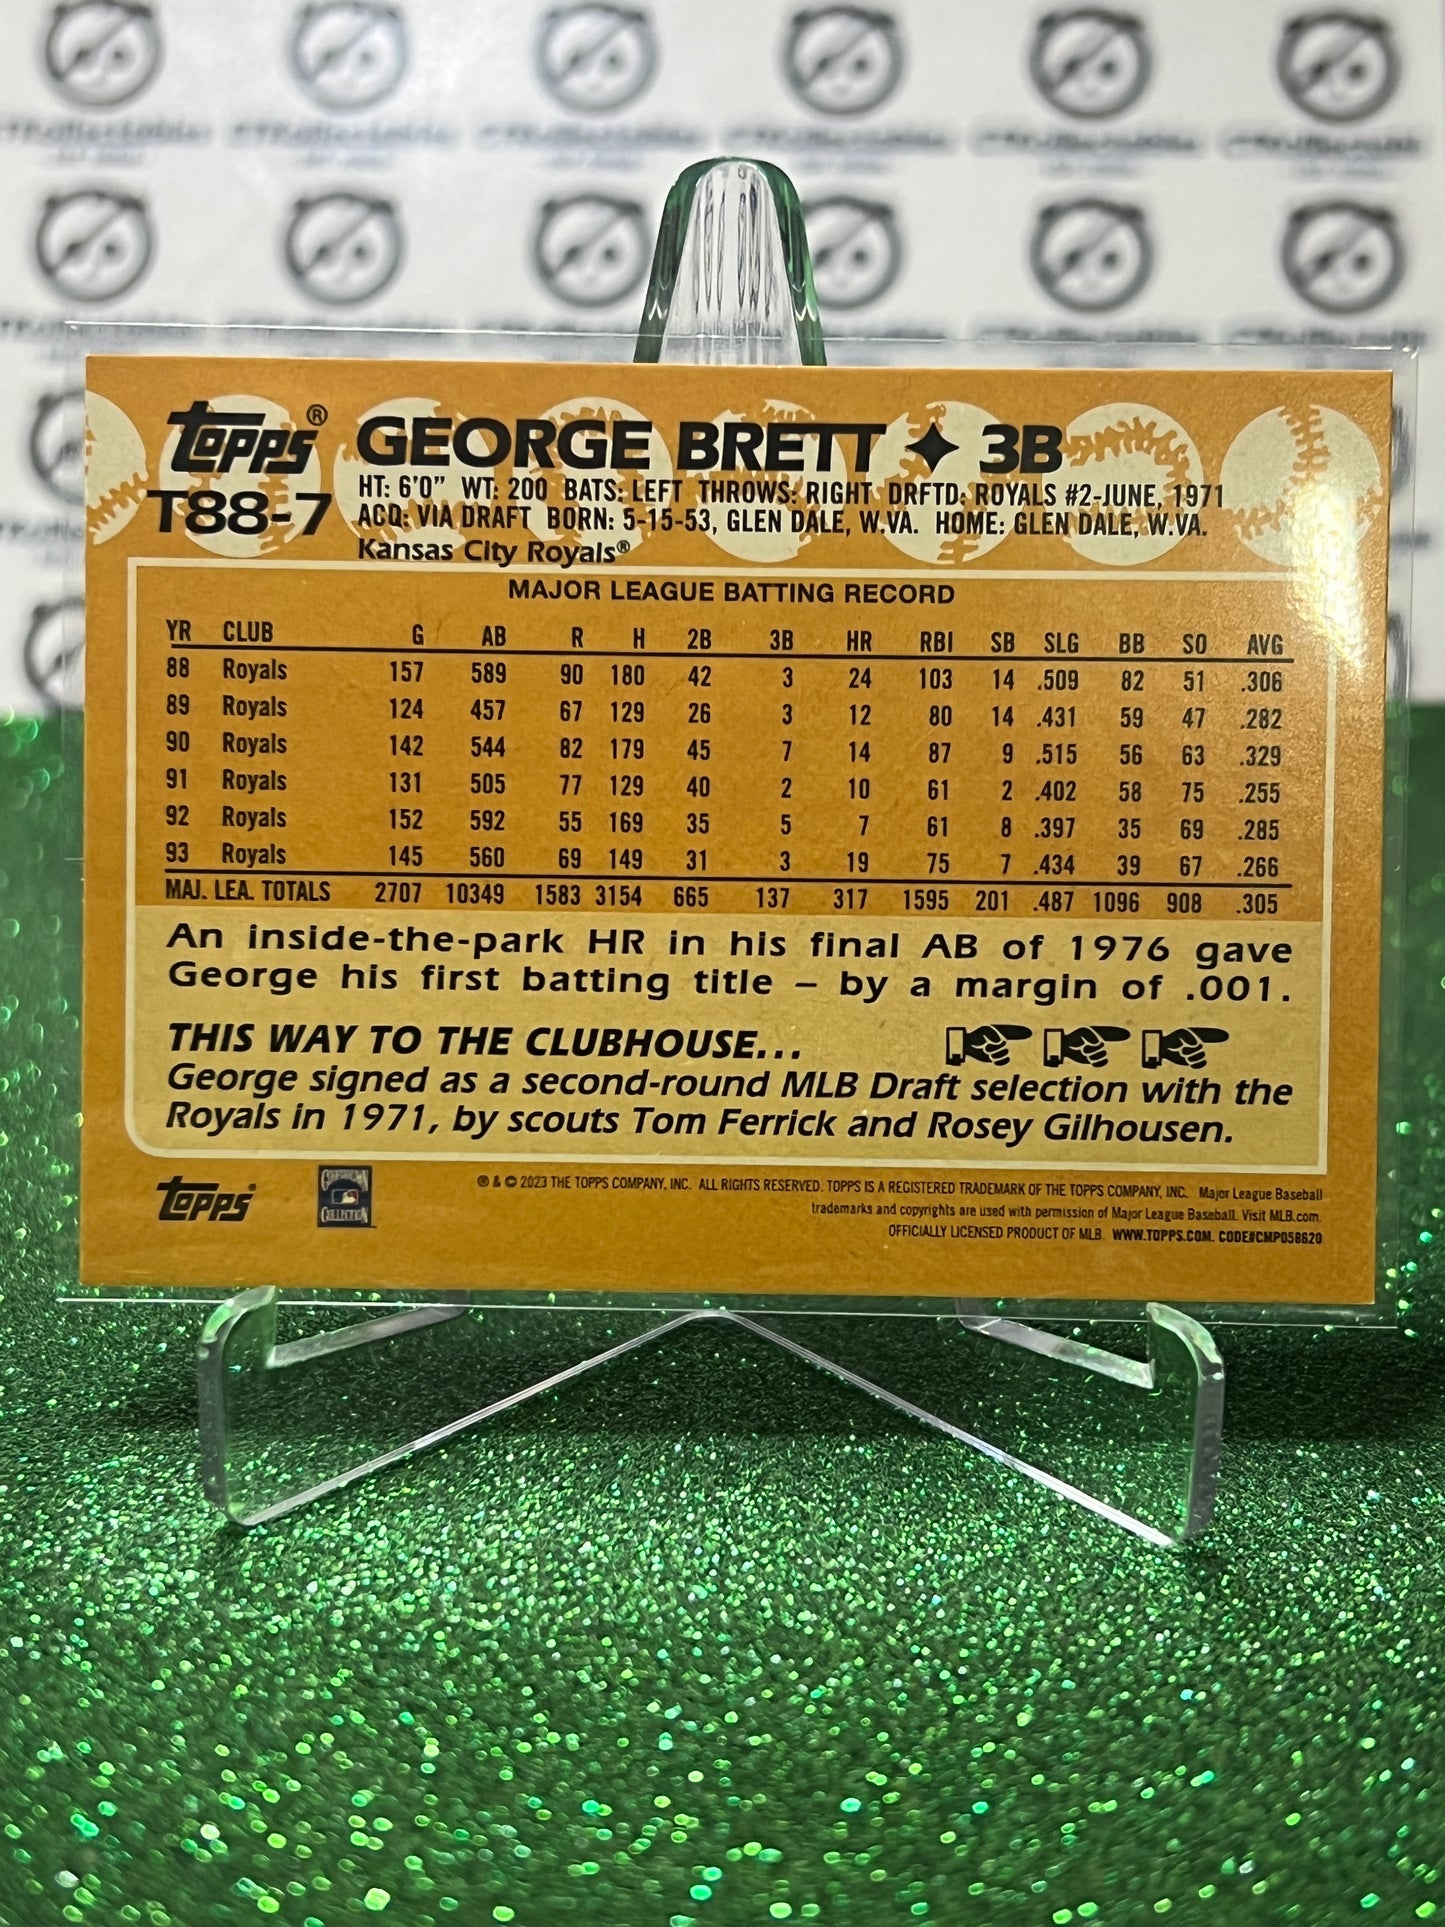 Topps® GEORGE BRETT ✦ 3B
T88-7
HT: 6'0" WT: 200 BATS: LEFT THROWS: RIGHT DRFTD: ROYALS #2-JUNE, 1971
ACQ: VIA DRAFT BORN: 5-15-53, GLEN DALE, W.VA. HOME: GLEN DALE, W.VA.
Kansas City Royals®
MAJOR LEAGUE BATTING RECORD
YR CLUB G AB R H 2B 3B HR RBI SB SLG BB SO AVG
88 Royals 157 589 90 180 42 3 24 103 14 .509 82 51 .306
89 Royals 124 457 67 129 26 3 12 80 14 .431 59 47 .282
90 Royals 142 544 82 179 45 7 14 87 9 .515 56 63 .329
91 Royals 131 505 77 129 40 2 10 61 2 .402 58 75 .255
92 Royals 152 592 55 169 35 5 7 61 8 .397 35 69 .285
93 Royals 145 560 69 149 31 3 19 75 7 .434 39 67 .266
MAJ. LEA. TOTALS 2707 10349 1583 3154 665 137 317 1595 201 .487 1096 908 .305
An inside-the-park HR in his final AB of 1976 gave
George his first batting title – by a margin of .001.
THIS WAY TO THE CLUBHOUSE...
George signed as a second-round MLB Draft selection with the
Royals in 1971, by scouts Tom Ferrick and Rosey Gilhousen.
Topps®
COOPERSTOWN
COLLECTION
® & © 2023 THE TOPPS COMPANY, INC. ALL RIGHTS RESERVED. TOPPS IS A REGISTERED TRADEMARK OF THE TOPPS COMPANY, INC. Major League Baseball
trademarks and copyrights are used with permission of Major League Baseball. Visit MLB.com.
OFFICIALLY LICENSED PRODUCT OF MLB. WWW.TOPPS.COM. CODE#CMP058620